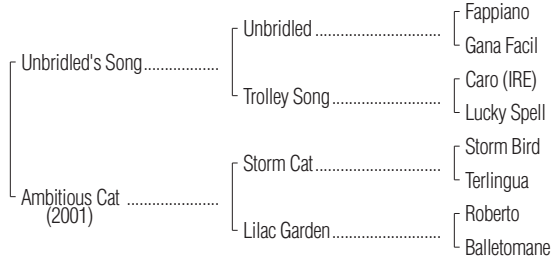 Fappiano
Unbridled
Gana Facil
Unbridled's Song
Caro (IRE)
Trolley Song
Lucky Spell
Storm Bird
Storm Cat
Terlingua
Ambitious Cat
(2001)
Roberto
Lilac Garden
Balletomane